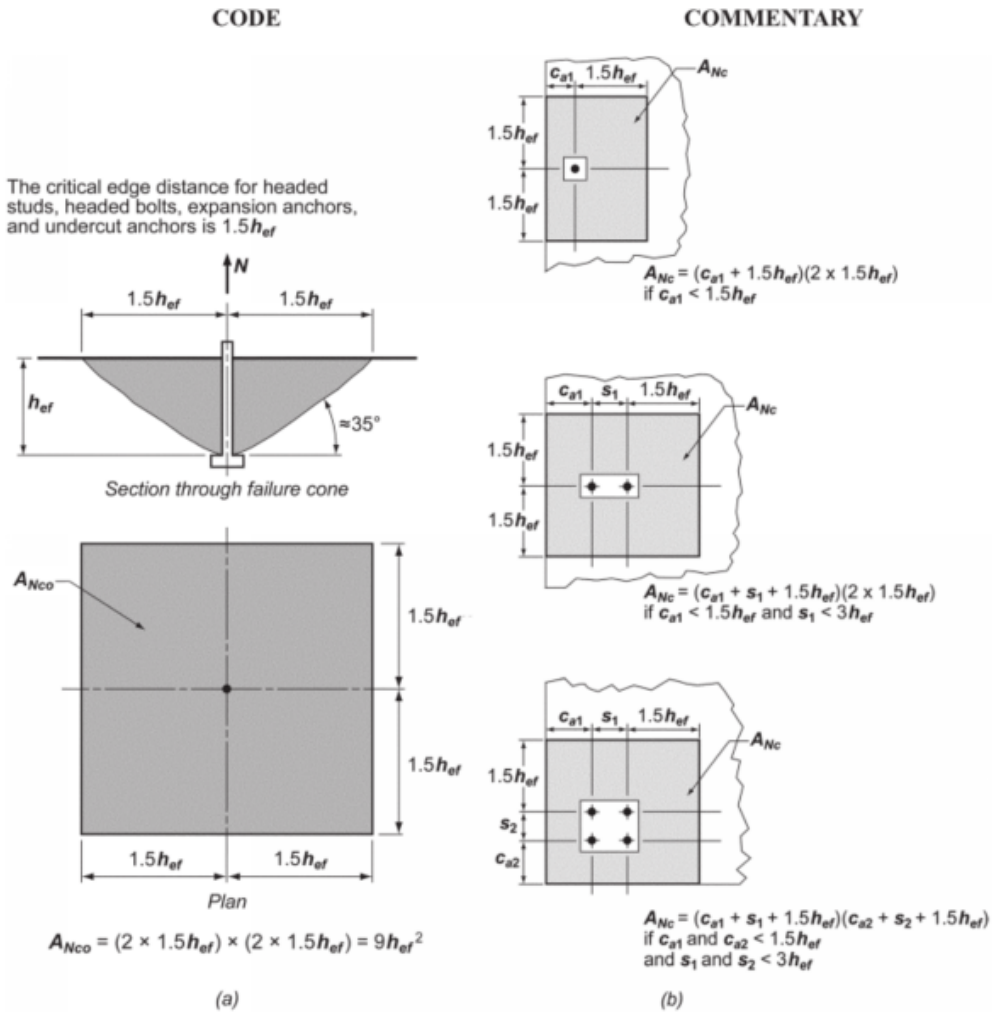 CODE
COMMENTARY
The critical edge distance for headed
studs, headed bolts, expansion anchors,
and undercut anchors is 1.5hef
N
1.5hef
1.5hef
hef
≈35°
Section through failure cone
ANco
1.5hef
1.5hef
1.5hef
1.5hef
Plan
ANco = (2 × 1.5hef) × (2 × 1.5hef) = 9hef²
(a)
ca1
1.5hef
ANc
1.5hef
1.5hef
ANc = (ca1 + 1.5hef)(2 x 1.5hef)
if ca1 < 1.5hef
ca1
s1
1.5hef
ANc
1.5hef
1.5hef
ANc = (ca1 + s1 + 1.5hef)(2 x 1.5hef)
if ca1 < 1.5hef and s1 < 3hef
ca1
s1
1.5hef
ANc
1.5hef
s2
ca2
ANc = (ca1 + s1 + 1.5hef)(ca2 + s2 + 1.5hef)
if ca1 and ca2 < 1.5hef
and s1 and s2 < 3hef
(b)